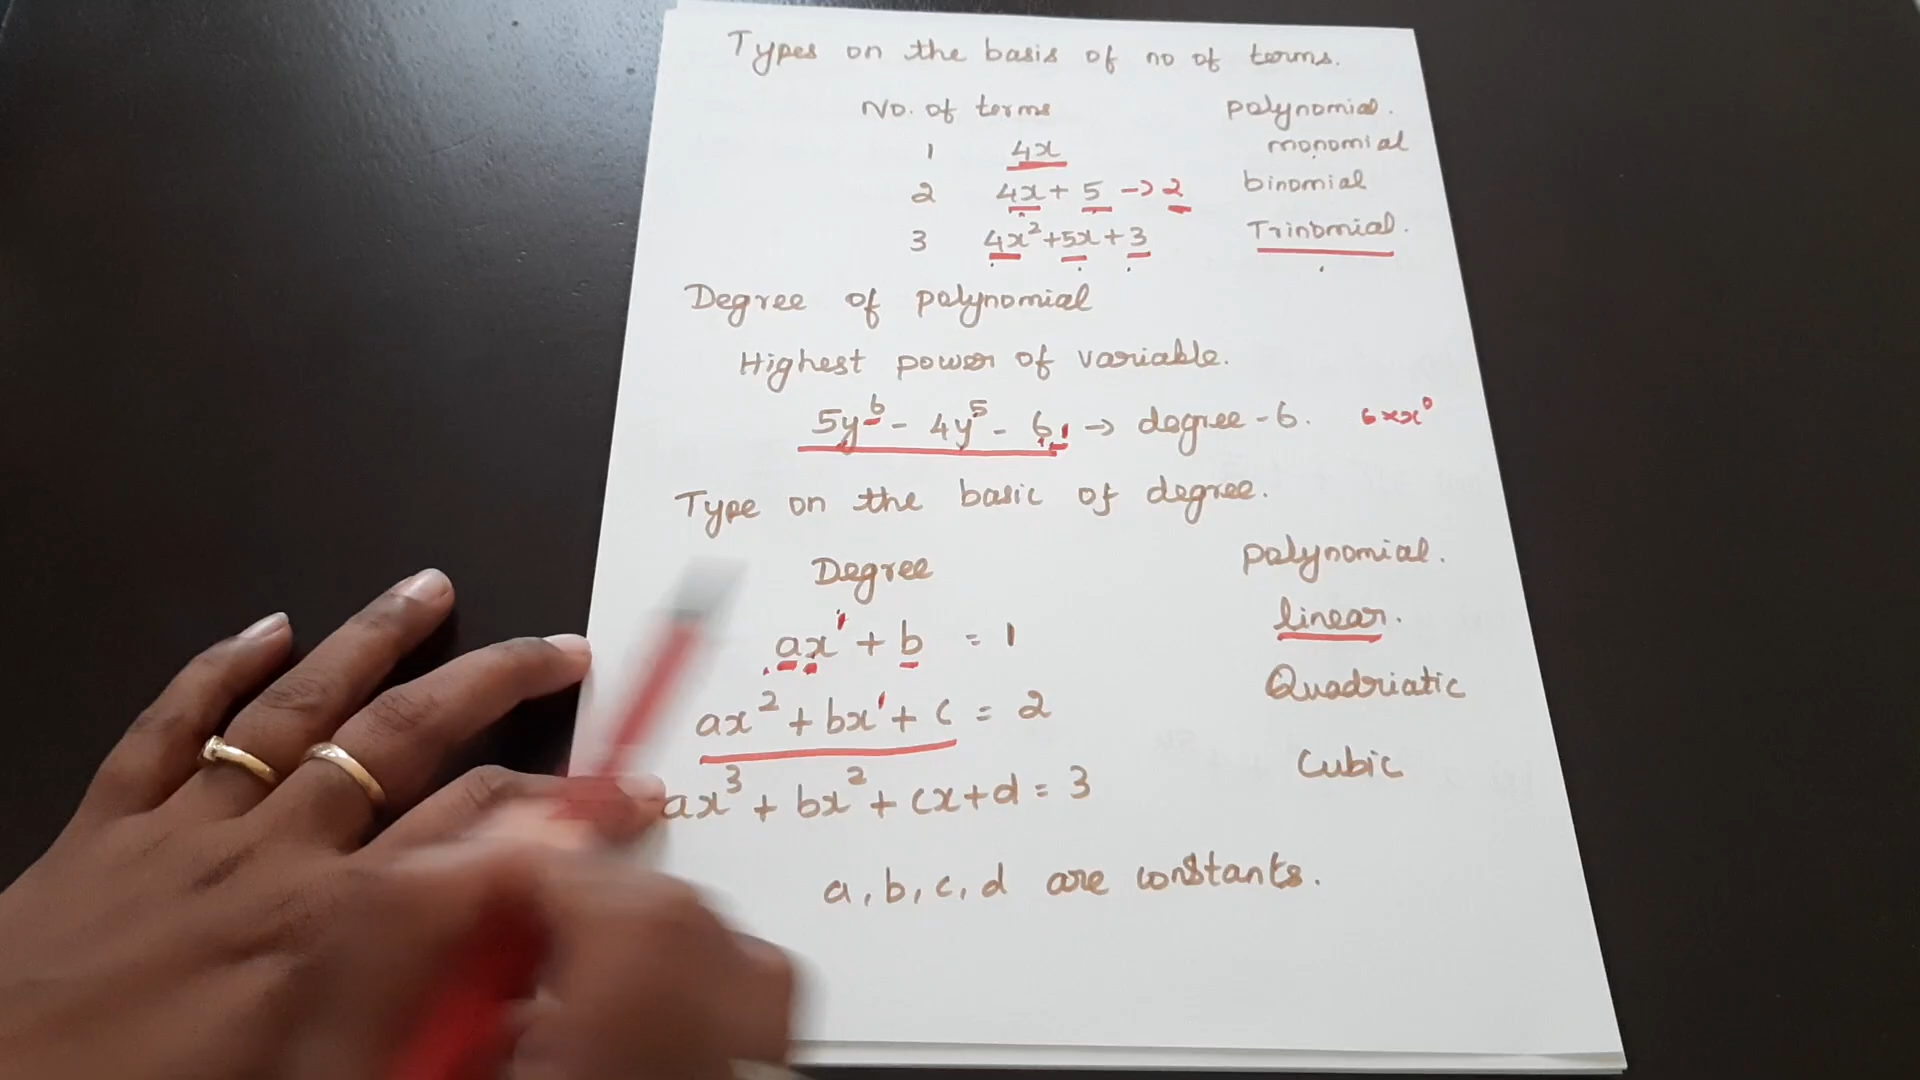 Types on the basis of no of terms.
No. of terms polynomial.
1 4x monomial
2 4x + 5 → 2 binomial
3 4x² + 5x + 3 Trinomial.
Degree of polynomial
Highest power of variable.
5y⁶ - 4y⁵ - 6 → degree - 6. 6 × x⁰
Type on the basic of degree.
Degree polynomial.
ax¹ + b = 1 linear.
ax² + bx¹ + c = 2 Quadriatic
ax³ + bx² + cx + d = 3 Cubic
a, b, c, d are constants.